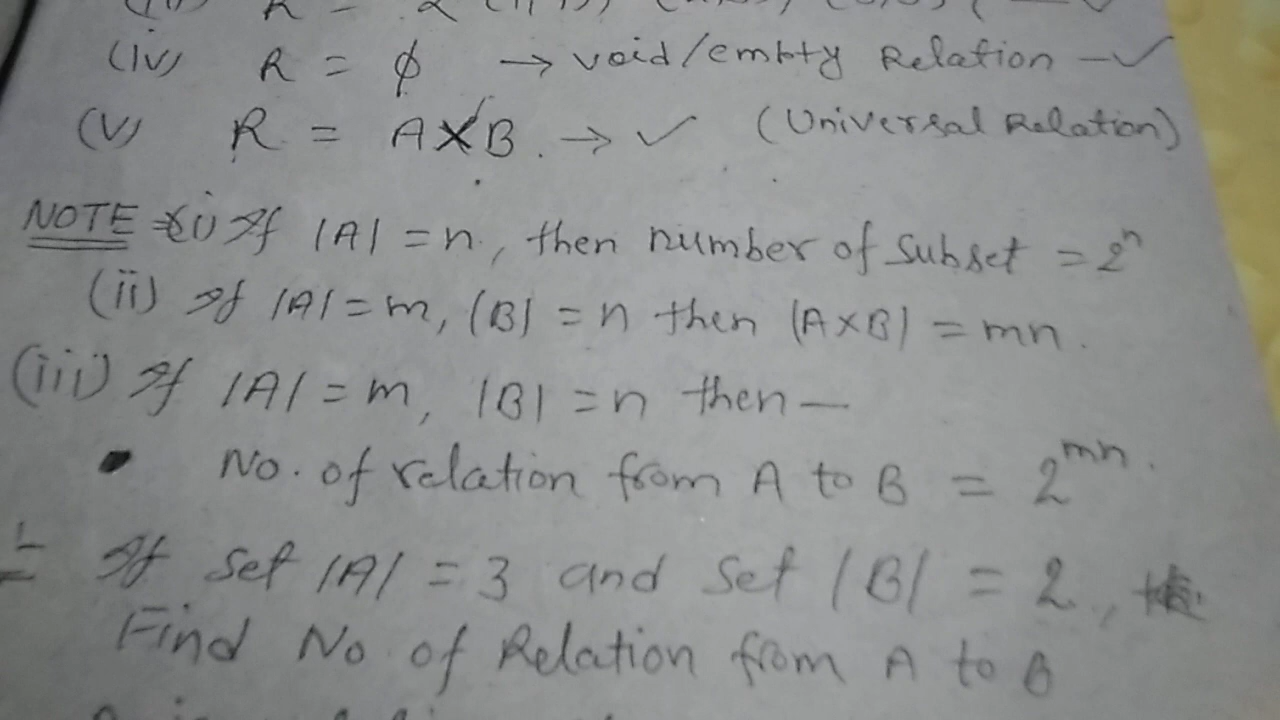 (iv) R = ϕ → void/empty Relation - ✓
(v) R = A×B. → ✓ (Universal Relation)
NOTE (i) If |A| = n, then number of subset = 2ⁿ
(ii) If |A| = m, |B| = n then |A×B| = mn.
(iii) If |A| = m, |B| = n then —
• No. of relation from A to B = 2ᵐⁿ.
If set |A| = 3 and set |B| = 2,
Find No of Relation from A to B